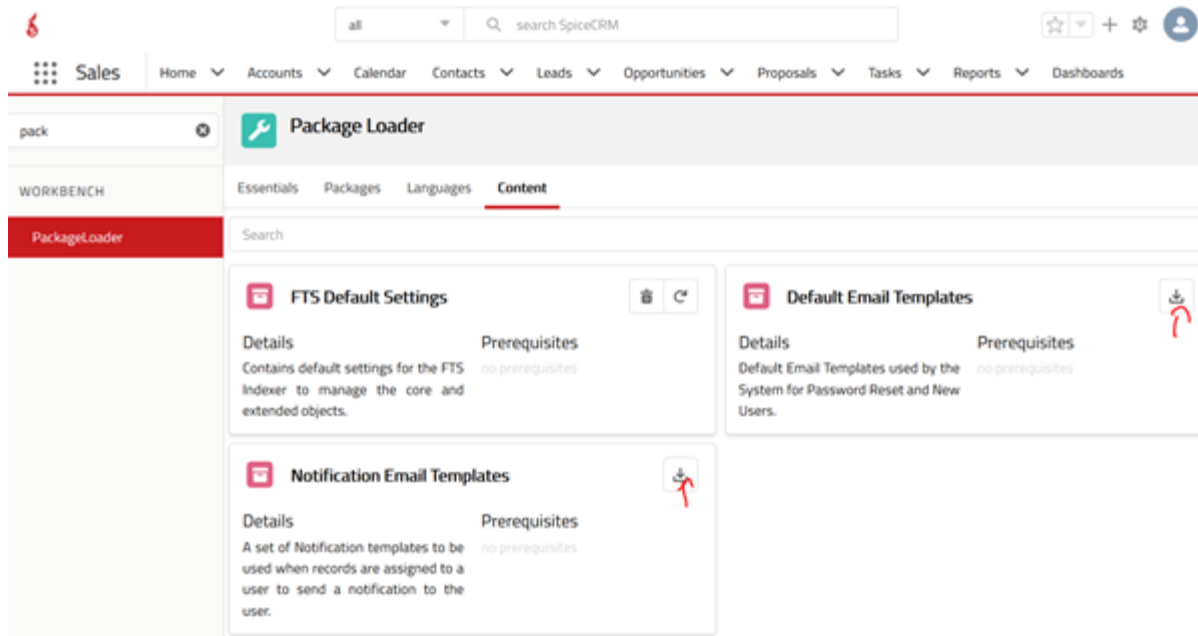 all
search SpiceCRM
Sales
Home
Accounts
Calendar
Contacts
Leads
Opportunities
Proposals
Tasks
Reports
Dashboards
pack
Package Loader
WORKBENCH
Essentials
Packages
Languages
Content
PackageLoader
Search
FTS Default Settings
Details
Prerequisites
Contains default settings for the FTS
Indexer to manage the core and
extended objects.
no prerequisites
Default Email Templates
Details
Prerequisites
Default Email Templates used by the
System for Password Reset and New
Users.
no prerequisites
Notification Email Templates
Details
Prerequisites
A set of Notification templates to be
used when records are assigned to a
user to send a notification to the
user.
no prerequisites